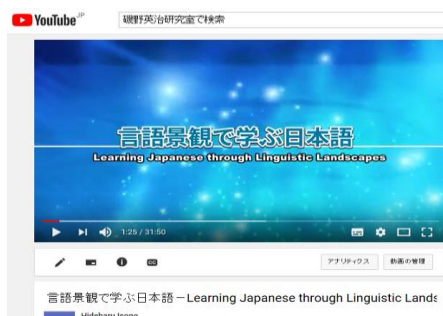 YouTube JP
磯野英治研究室で検索
言語景観で学ぶ日本語
Learning Japanese through Linguistic Landscapes
1:25 / 31:50
アナリティクス 動画の管理
言語景観で学ぶ日本語－Learning Japanese through Linguistic Lands
Hideharu Isono